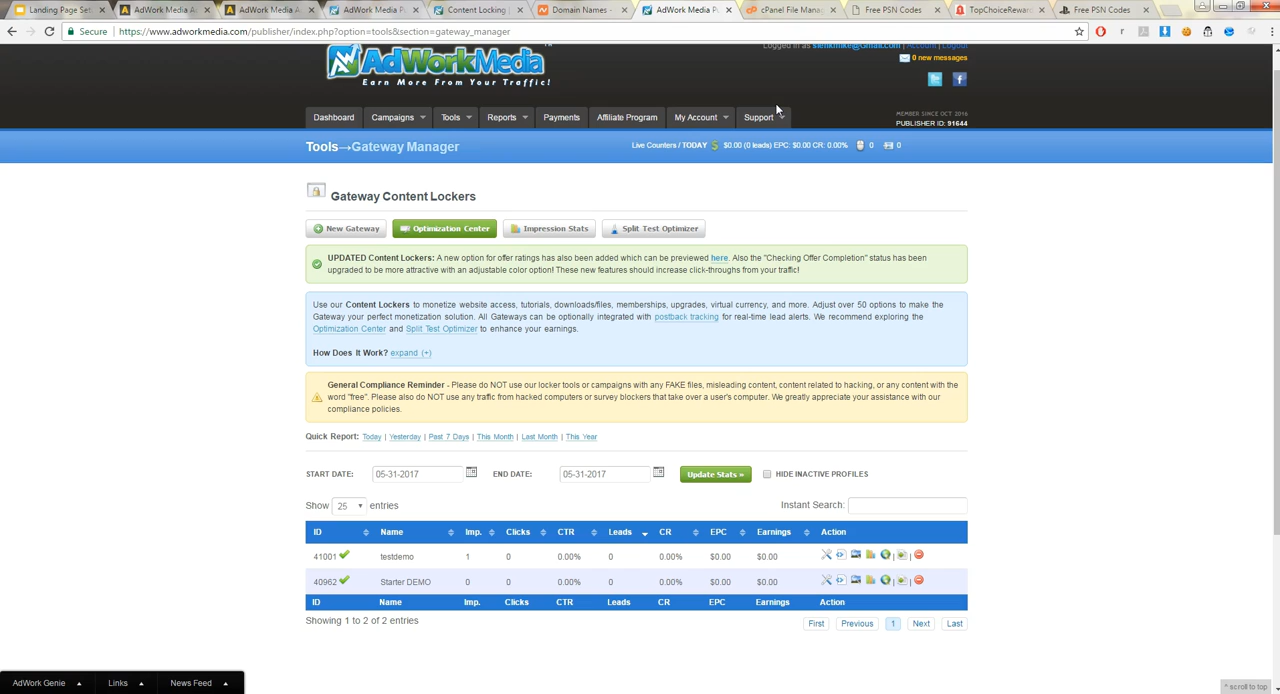 Landing Page Set
AdWork Media A
AdWork Media A
AdWork Media Pu
Content Locking |
Domain Names -
AdWork Media Pu
cPanel File Mana
Free PSN Codes
TopChoiceReward
Free PSN Codes
Secure https://www.adworkmedia.com/publisher/index.php?option=tools&section=gateway_manager
AdWorkMedia™
Earn More From Your Traffic!
Account | Logout
0 new messages
Dashboard Campaigns Tools Reports Payments Affiliate Program My Account Support
MEMBER SINCE OCT 2016
PUBLISHER ID: 91644
Tools→Gateway Manager
Live Counters / TODAY $ $0.00 (0 leads) EPC: $0.00 CR: 0.00% 0 0
Gateway Content Lockers
New Gateway Optimization Center Impression Stats Split Test Optimizer
UPDATED Content Lockers: A new option for offer ratings has also been added which can be previewed here. Also the "Checking Offer Completion" status has been
upgraded to be more attractive with an adjustable color option! These new features should increase click-throughs from your traffic!
Use our Content Lockers to monetize website access, tutorials, downloads/files, memberships, upgrades, virtual currency, and more. Adjust over 50 options to make the
Gateway your perfect monetization solution. All Gateways can be optionally integrated with postback tracking for real-time lead alerts. We recommend exploring the
Optimization Center and Split Test Optimizer to enhance your earnings.
How Does It Work? expand (+)
General Compliance Reminder - Please do NOT use our locker tools or campaigns with any FAKE files, misleading content, content related to hacking, or any content with the
word "free". Please also do NOT use any traffic from hacked computers or survey blockers that take over a user's computer. We greatly appreciate your assistance with our
compliance policies.
Quick Report: Today | Yesterday | Past 7 Days | This Month | Last Month | This Year
START DATE: 05-31-2017 END DATE: 05-31-2017 Update Stats » HIDE INACTIVE PROFILES
Show 25 entries Instant Search:
ID Name Imp. Clicks CTR Leads CR EPC Earnings Action
41001 testdemo 1 0 0.00% 0 0.00% $0.00 $0.00
40962 Starter DEMO 0 0 0.00% 0 0.00% $0.00 $0.00
ID Name Imp. Clicks CTR Leads CR EPC Earnings Action
Showing 1 to 2 of 2 entries
First Previous 1 Next Last
AdWork Genie Links News Feed
^ scroll to top